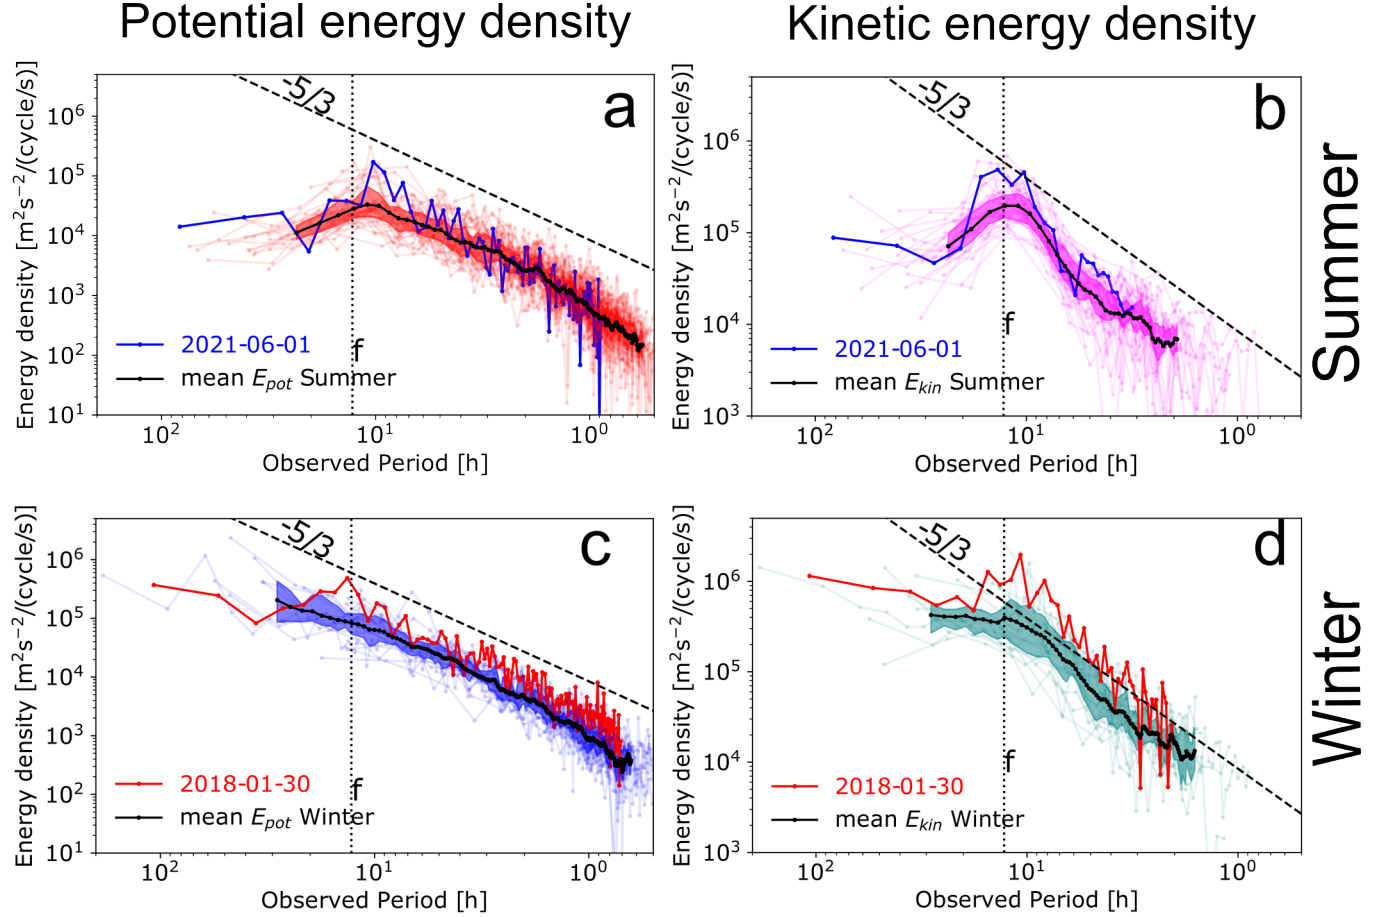 Potential energy density
Kinetic energy density
Energy density [m²s⁻²/(cycle/s)]
10⁶
10⁵
10⁴
10³
10²
10¹
-5/3
a
f
2021-06-01
mean E_pot Summer
10²
10¹
10⁰
Observed Period [h]
Energy density [m²s⁻²/(cycle/s)]
10⁶
10⁵
10⁴
10³
-5/3
b
f
2021-06-01
mean E_kin Summer
10²
10¹
10⁰
Observed Period [h]
Summer
Energy density [m²s⁻²/(cycle/s)]
10⁶
10⁵
10⁴
10³
10²
10¹
-5/3
c
f
2018-01-30
mean E_pot Winter
10²
10¹
10⁰
Observed Period [h]
Energy density [m²s⁻²/(cycle/s)]
10⁶
10⁵
10⁴
10³
-5/3
d
f
2018-01-30
mean E_kin Winter
10²
10¹
10⁰
Observed Period [h]
Winter